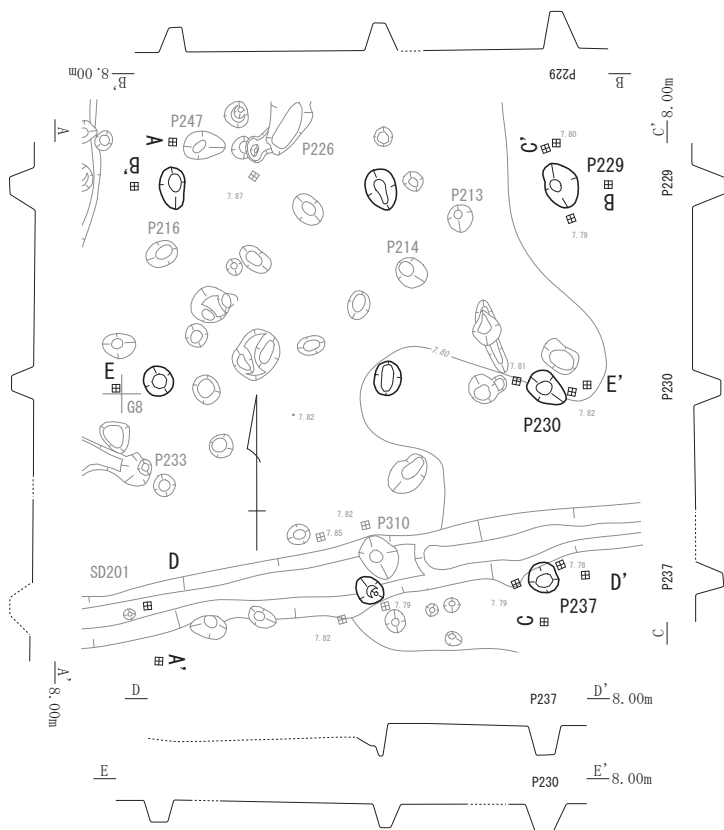 B'
8.00m
P229
B
A
C'
8.00m
P247
A
C'
7.80
P226
B'
7.87
P229
P229
B
P216
P213
7.79
P214
7.80
7.81
E
E'
P230
G8
7.82
P230
7.82
P233
7.82
P310
7.85
SD201
D
7.78
D'
P237
7.79
7.79
P237
7.82
C
C
A'
A'
8.00m
D
P237
D'
8.00m
E
P230
E'
8.00m